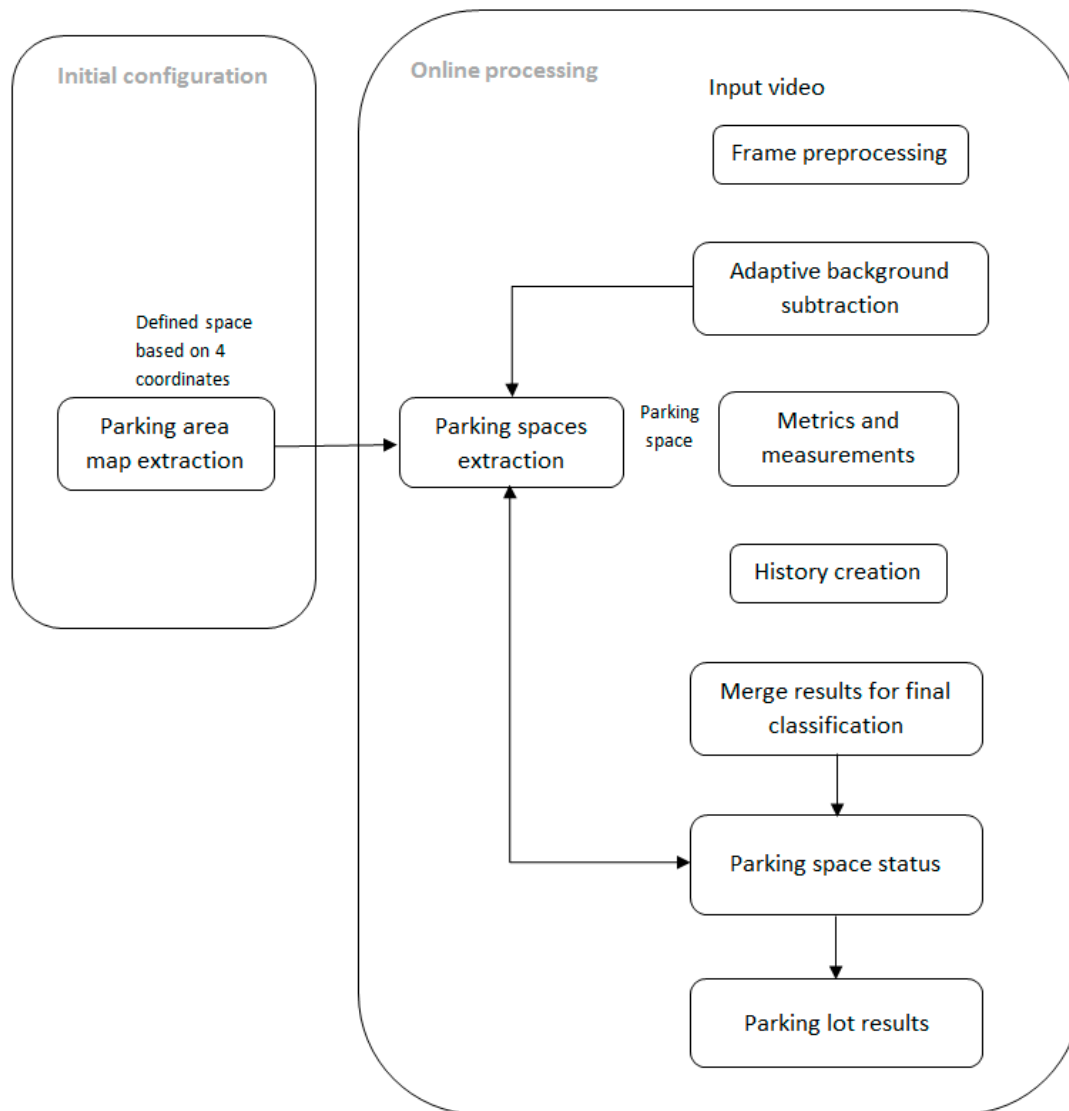 Initial configuration
Online processing
Input video
Frame preprocessing
Adaptive background
subtraction
Defined space
based on 4
coordinates
Parking area
map extraction
Parking spaces
extraction
Parking
space
Metrics and
measurements
History creation
Merge results for final
classification
Parking space status
Parking lot results